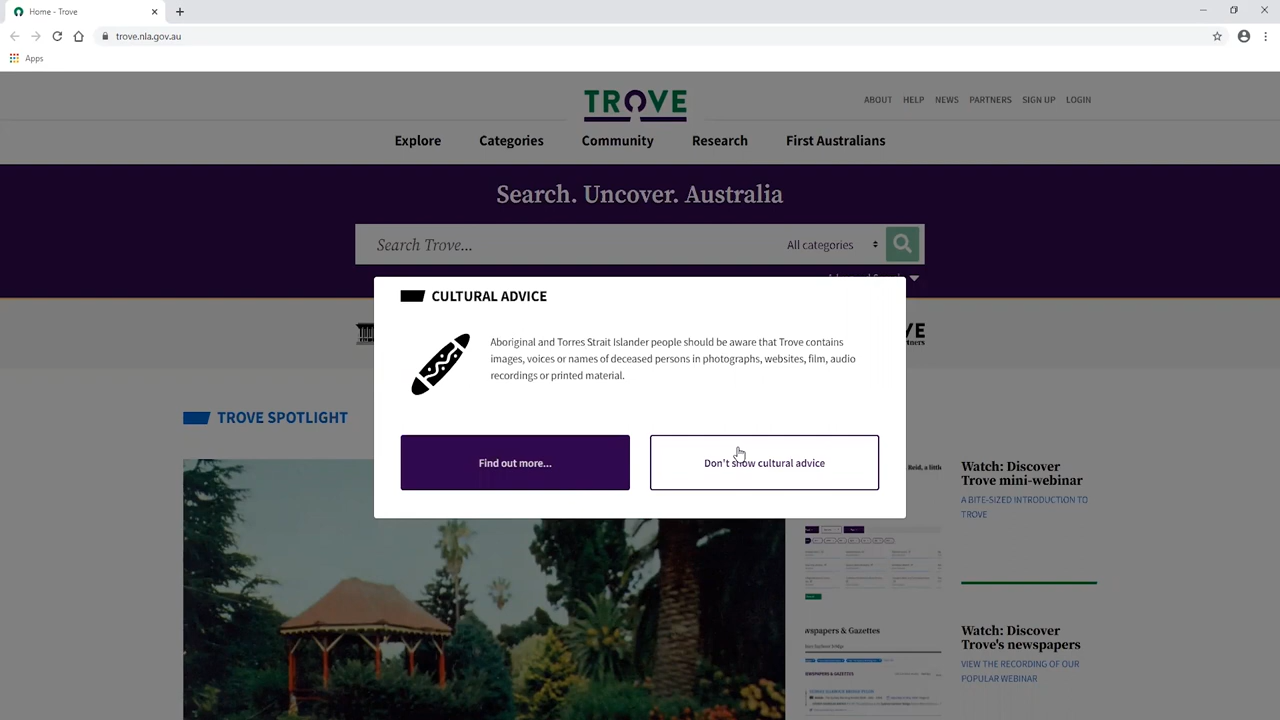 Home - Trove
trove.nla.gov.au
Apps
TROVE
ABOUT HELP NEWS PARTNERS SIGN UP LOGIN
Explore Categories Community Research First Australians
Search. Uncover. Australia
Search Trove... All categories
CULTURAL ADVICE
Aboriginal and Torres Strait Islander people should be aware that Trove contains
images, voices or names of deceased persons in photographs, websites, film, audio
recordings or printed material.
Find out more...
Don't show cultural advice
TROVE SPOTLIGHT
Watch: Discover
Trove mini-webinar
A BITE-SIZED INTRODUCTION TO
TROVE
wspapers & Gazettes
NEWSPAPERS & GAZETTES
Watch: Discover
Trove's newspapers
VIEW THE RECORDING OF OUR
POPULAR WEBINAR